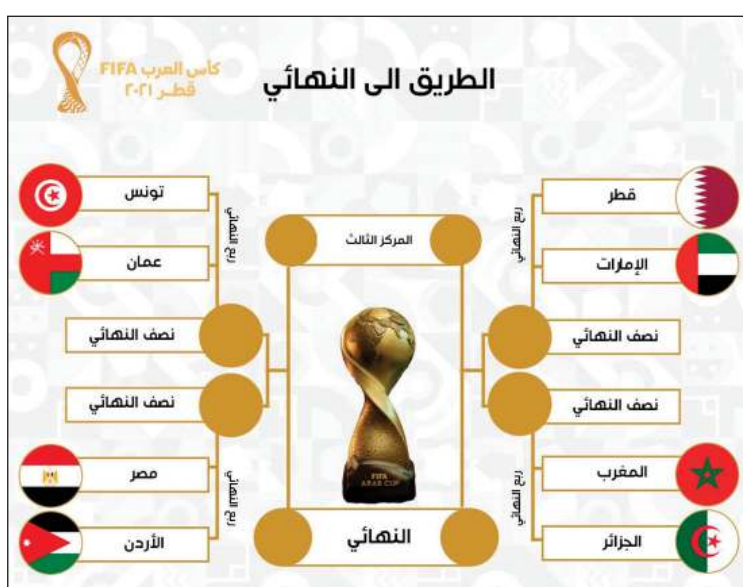 كأس العرب FIFA
قطر ٢٠٢١
الطريق الى النهائي
قطر
ربع النهائي
الإمارات
نصف النهائي
نصف النهائي
المغرب
ربع النهائي
الجزائر
المركز الثالث
FIFA
ARAB CUP
النهائي
تونس
ربع النهائي
عمان
نصف النهائي
نصف النهائي
مصر
ربع النهائي
الأردن